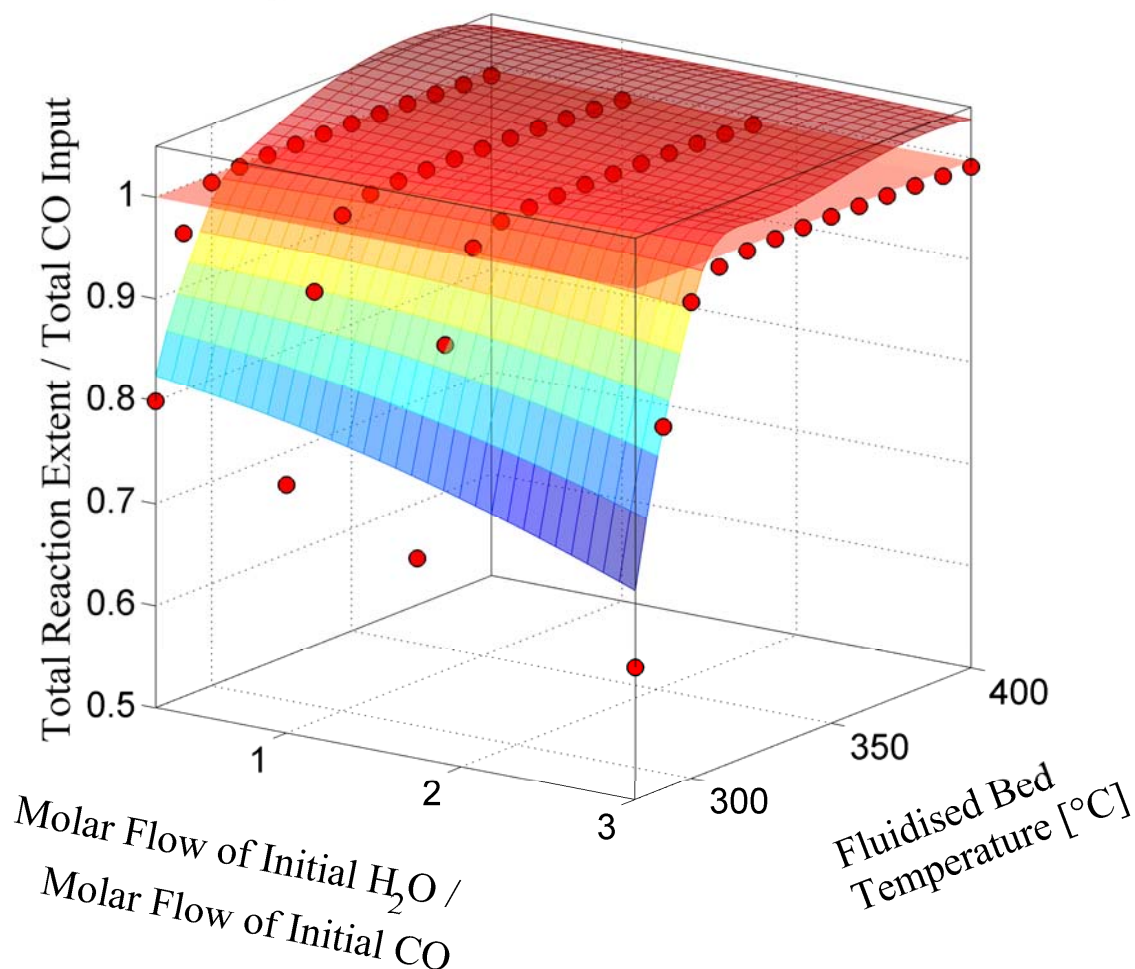 Total Reaction Extent / Total CO Input
1
0.9
0.8
0.7
0.6
0.5
1
2
3
300
350
400
Molar Flow of Initial H₂O /
Molar Flow of Initial CO
Fluidised Bed
Temperature [°C]